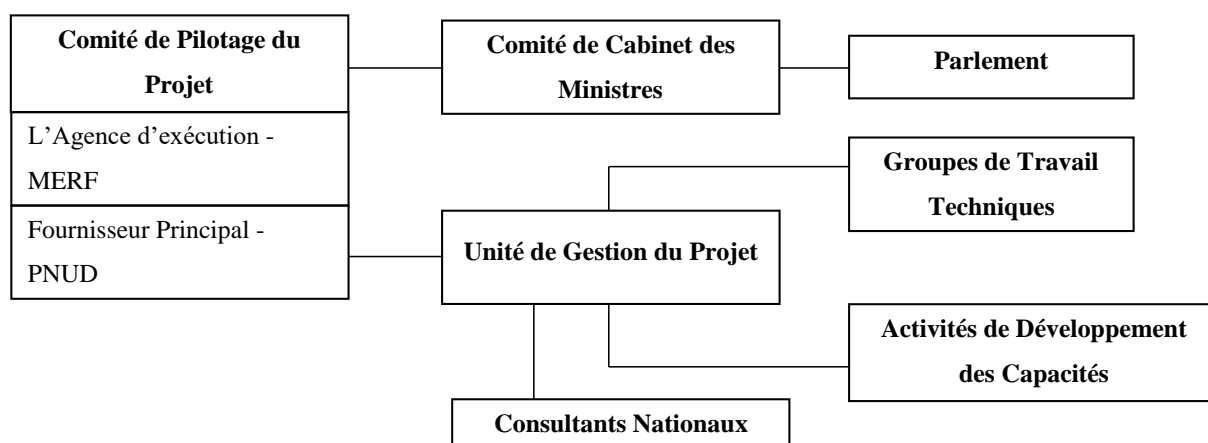 Comité de Pilotage du
Projet
L'Agence d'exécution -
MERF
Fournisseur Principal -
PNUD
Comité de Cabinet des
Ministres
Parlement
Groupes de Travail
Techniques
Unité de Gestion du Projet
Activités de Développement
des Capacités
Consultants Nationaux